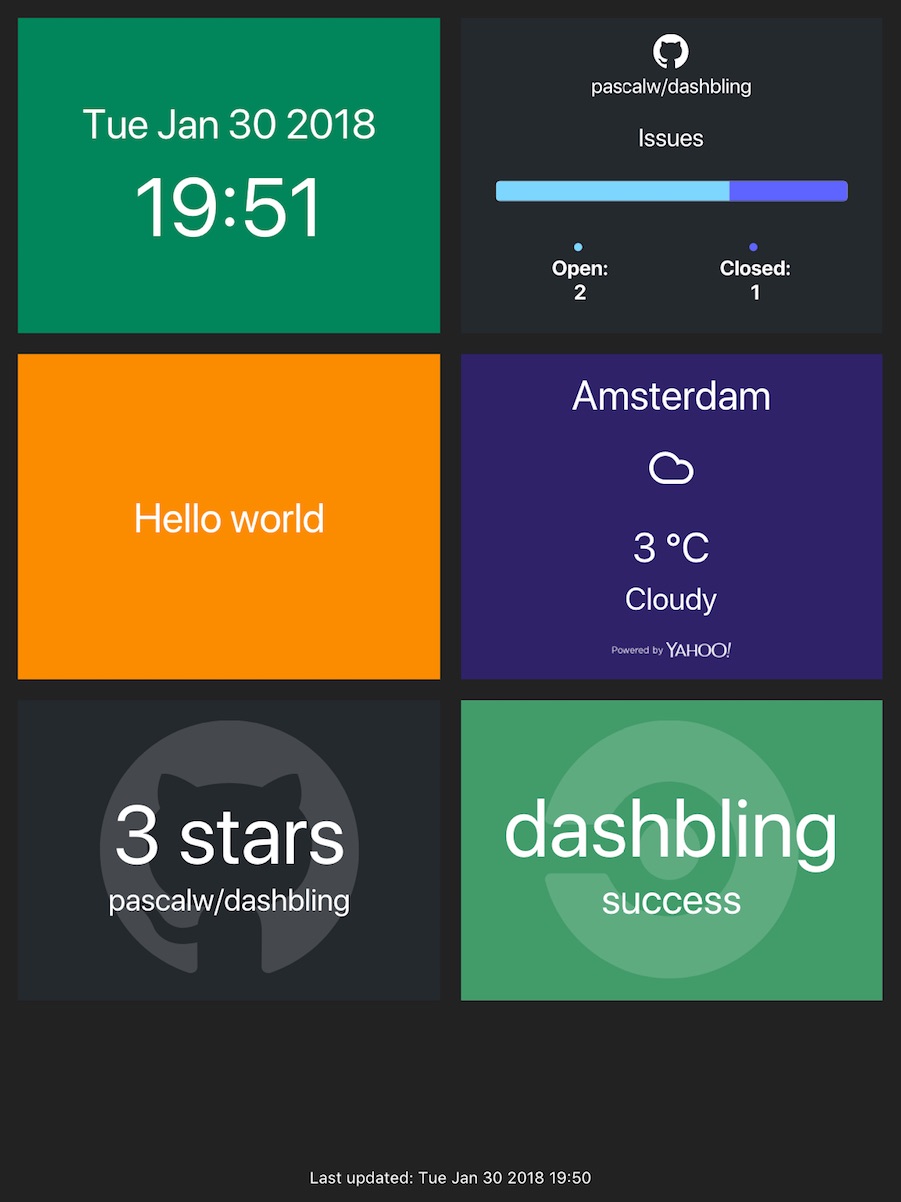 Tue Jan 30 2018
19:51
pascalw/dashbling
Issues
Open:
2
Closed:
1
Hello world
Amsterdam
3 °C
Cloudy
Powered by YAHOO!
3 stars
pascalw/dashbling
dashbling
success
Last updated: Tue Jan 30 2018 19:50